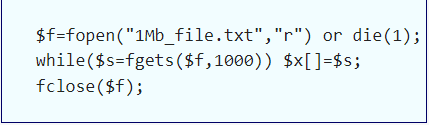 $f=fopen("1Mb_file.txt","r") or die(1);
while($s=fgets($f,1000)) $x[]=$s;
fclose($f);